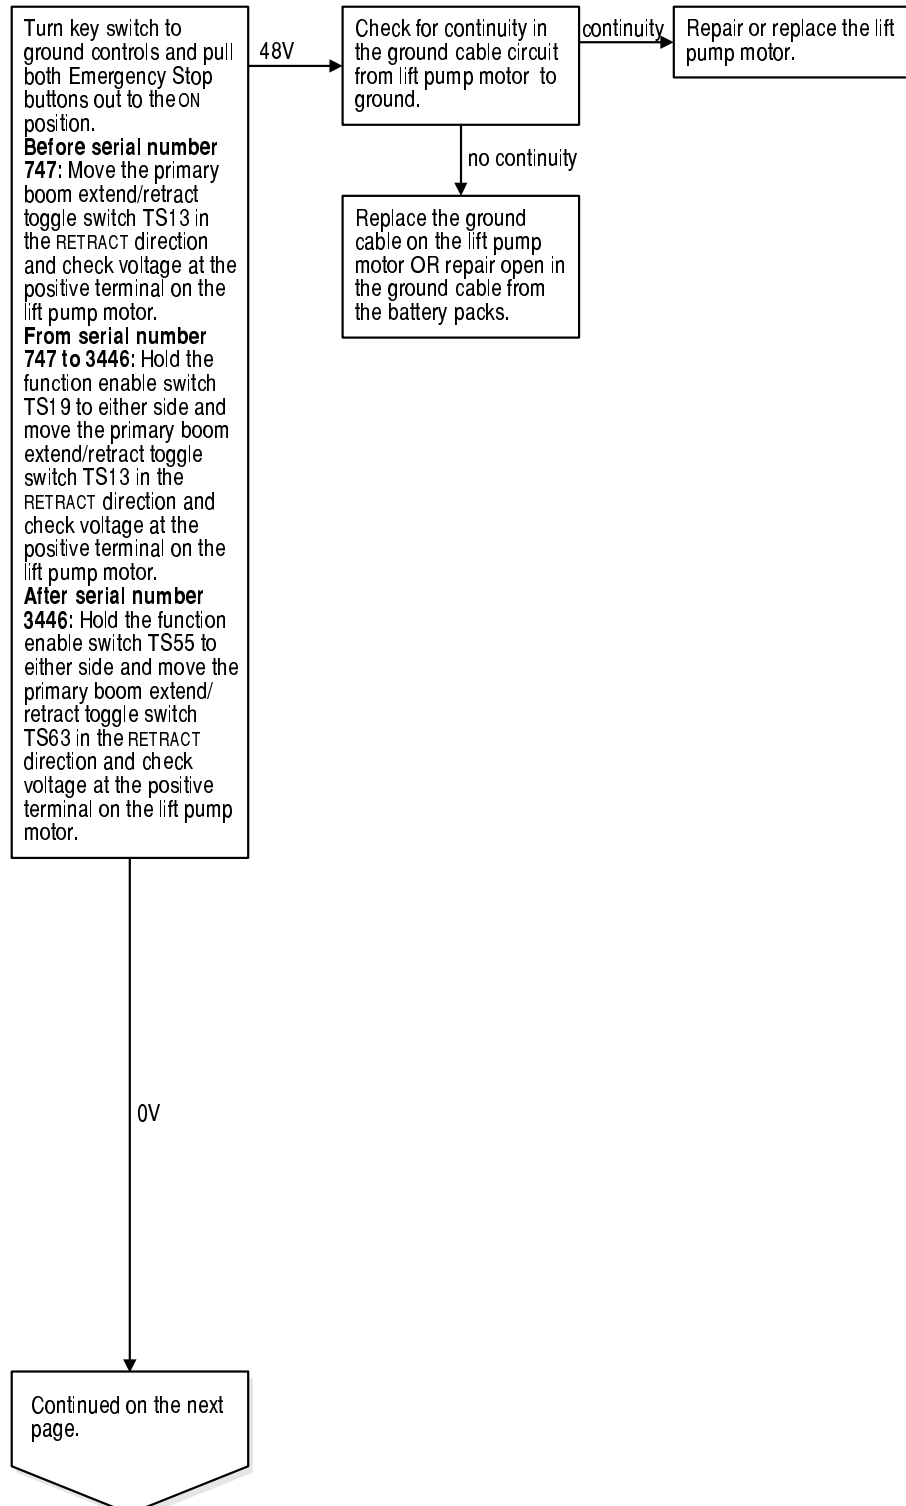 Turn key switch to
ground controls and pull
both Emergency Stop
buttons out to the ON
position.
Before serial number
747: Move the primary
boom extend/retract
toggle switch TS13 in
the RETRACT direction
and check voltage at the
positive terminal on the
lift pump motor.
From serial number
747 to 3446: Hold the
function enable switch
TS19 to either side and
move the primary boom
extend/retract toggle
switch TS13 in the
RETRACT direction and
check voltage at the
positive terminal on the
lift pump motor.
After serial number
3446: Hold the function
enable switch TS55 to
either side and move the
primary boom extend/
retract toggle switch
TS63 in the RETRACT
direction and check
voltage at the positive
terminal on the lift pump
motor.
48V
Check for continuity in
the ground cable circuit
from lift pump motor to
ground.
continuity
Repair or replace the lift
pump motor.
no continuity
Replace the ground
cable on the lift pump
motor OR repair open in
the ground cable from
the battery packs.
0V
Continued on the next
page.